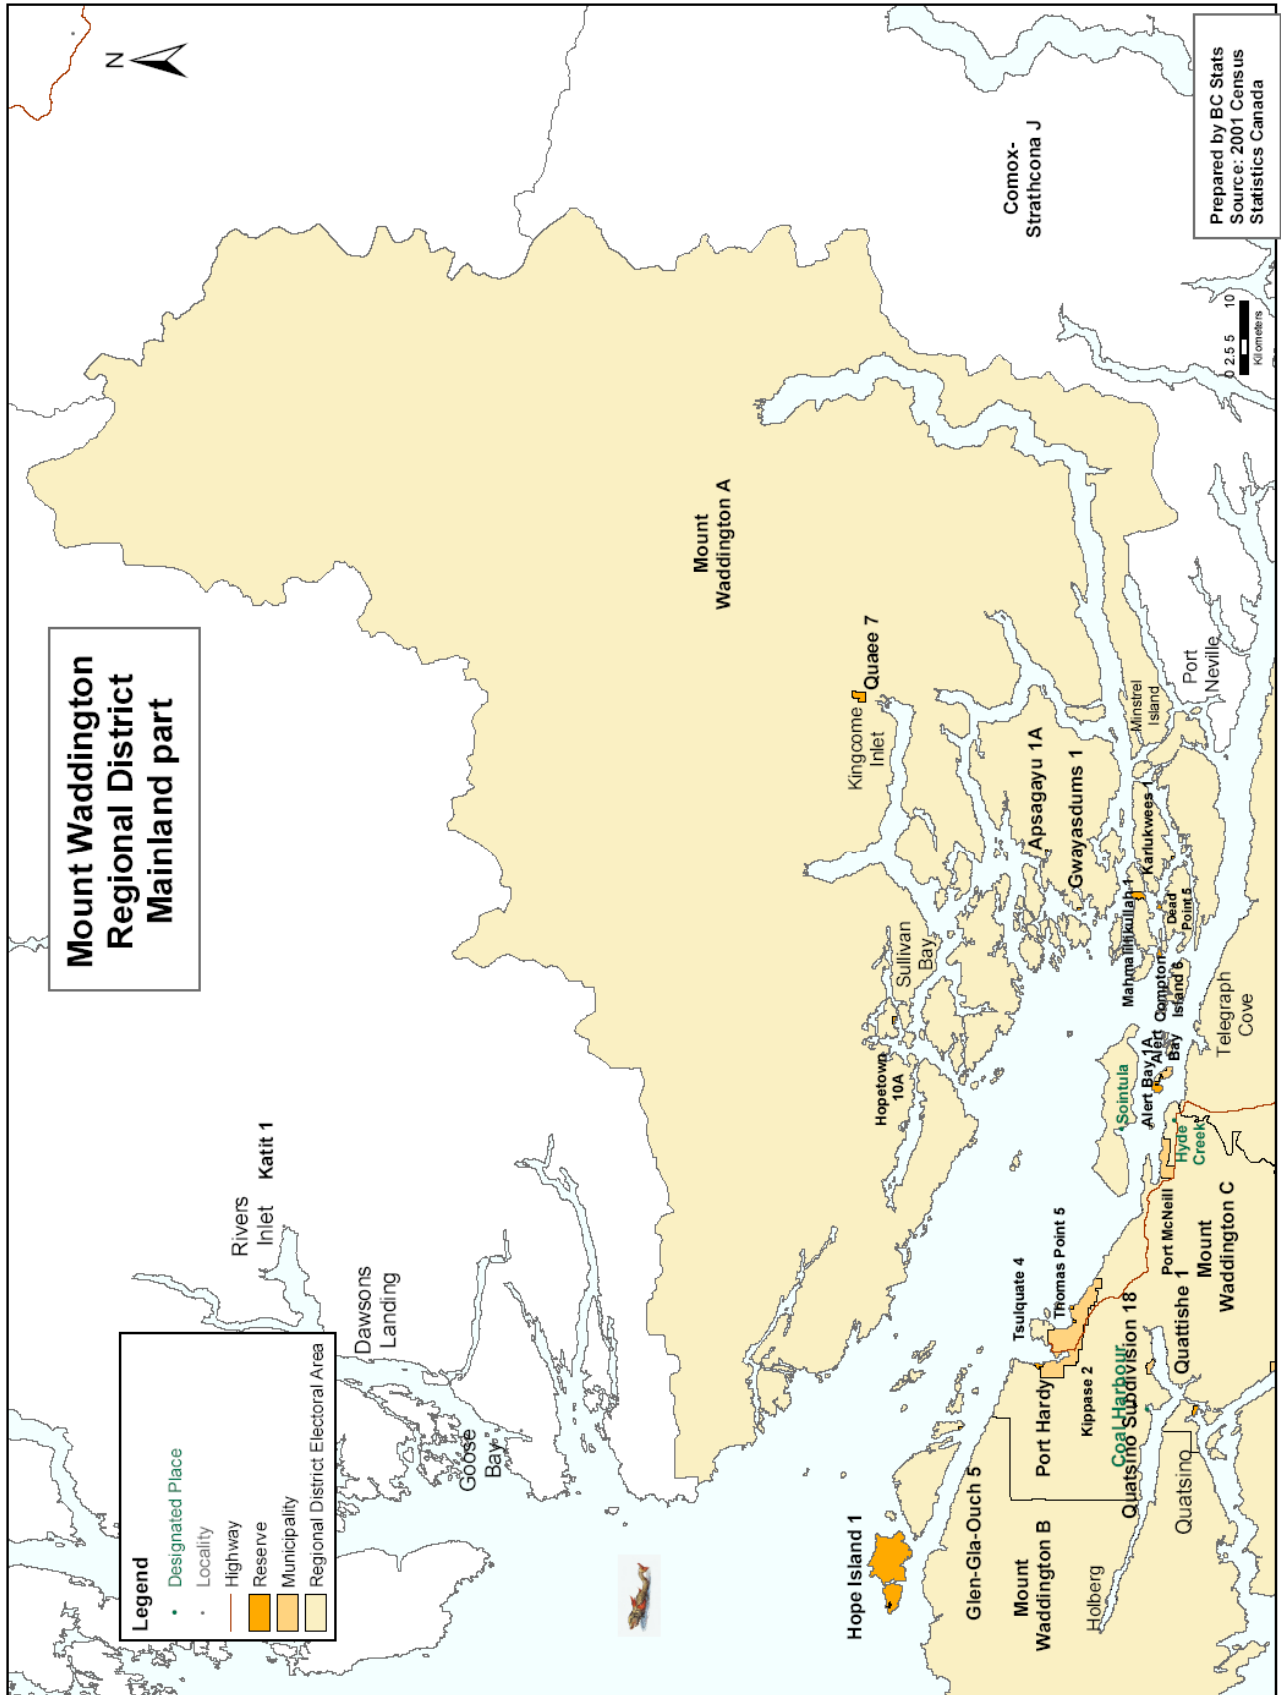 Mount Waddington
Regional District
Mainland part
N
Legend
Designated Place
Locality
Highway
Reserve
Municipality
Regional District Electoral Area
Rivers
Inlet
Katit 1
Dawsons
Landing
Goose
Bay
Mount
Waddington A
Kingcome
Inlet
Quaee 7
Sullivan
Bay
Hopetown
10A
Apsagayu 1A
Gwayasdums 1
Mahmalillikullah 1
Karlukwees 1
Minstrel
Island
Port
Neville
Dead
Point 5
Compton
Island 6
Alert
Bay
Alert Bay 1A
Sointula
Telegraph
Cove
Hyde
Creek
Port McNeill
Mount
Waddington C
Quattishe 1
Tsulquate 4
Thomas Point 5
Port Hardy
Kippase 2
Coal Harbour
Quatsino Subdivision 18
Quatsino
Hope Island 1
Glen-Gla-Ouch 5
Mount
Waddington B
Holberg
Comox-
Strathcona J
0 2.5 5 10
Kilometers
Prepared by BC Stats
Source: 2001 Census
Statistics Canada